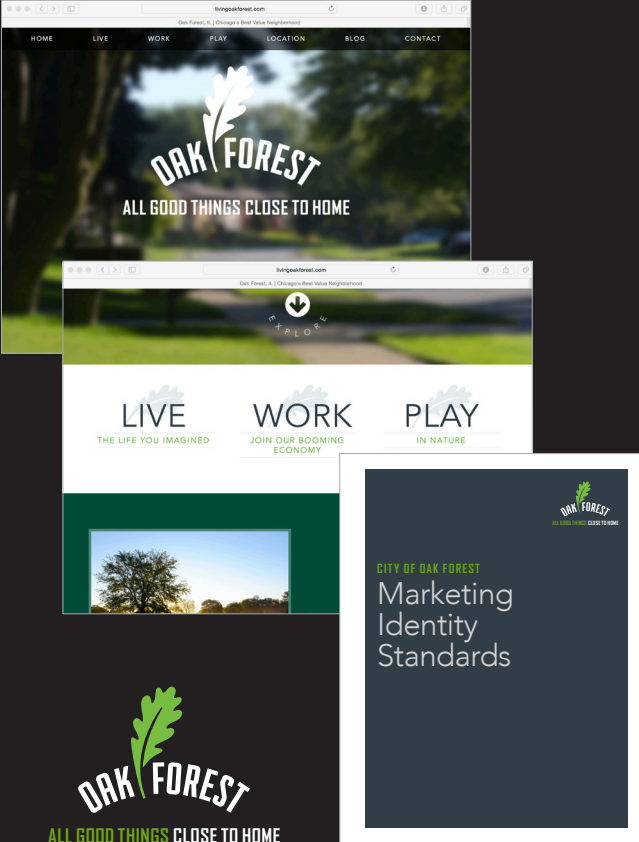 livingoakforest.com
Oak Forest, IL | Chicago's Best Value Neighborhood
HOME LIVE WORK PLAY LOCATION BLOG CONTACT
OAK FOREST
ALL GOOD THINGS CLOSE TO HOME
livingoakforest.com
Oak Forest, IL | Chicago's Best Value Neighborhood
EXPLORE
LIVE
THE LIFE YOU IMAGINED
WORK
JOIN OUR BOOMING
ECONOMY
PLAY
IN NATURE
OAK FOREST
ALL GOOD THINGS CLOSE TO HOME
CITY OF OAK FOREST
Marketing
Identity
Standards
OAK FOREST
ALL GOOD THINGS CLOSE TO HOME